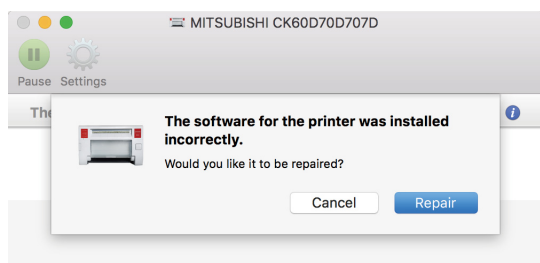 MITSUBISHI CK60D70D707D
Pause Settings
The
The software for the printer was installed
incorrectly.
Would you like it to be repaired?
Cancel Repair